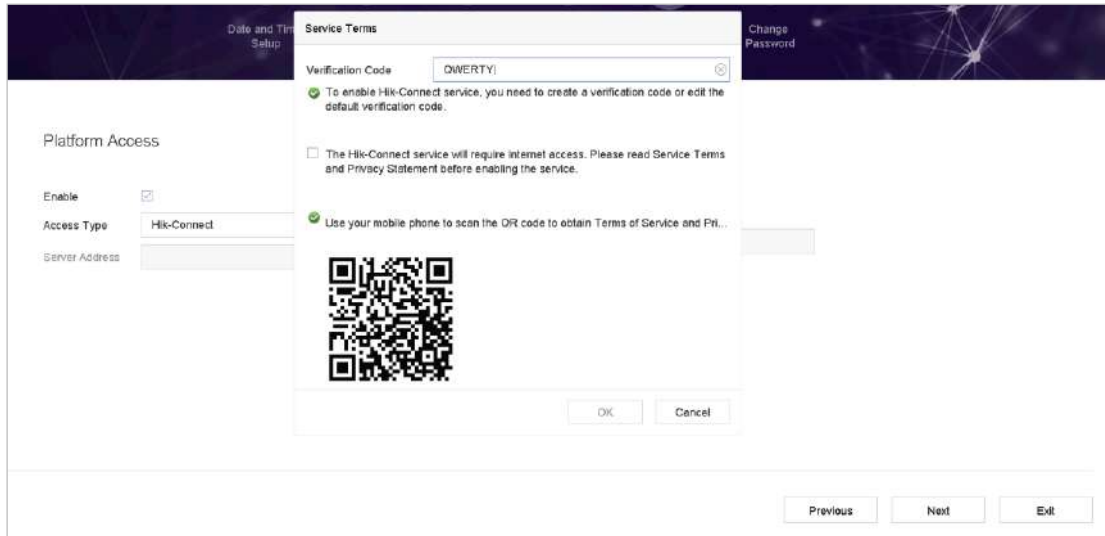 Date and Tim
Setup
Service Terms
Change
Password
Verification Code
QWERTY
To enable Hik-Connect service, you need to create a verification code or edit the
default verification code.
Platform Access
The Hik-Connect service will require internet access. Please read Service Terms
and Privacy Statement before enabling the service.
Enable
Access Type
Hik-Connect
Use your mobile phone to scan the QR code to obtain Terms of Service and Pri...
Server Address
OK
Cancel
Previous
Next
Exit